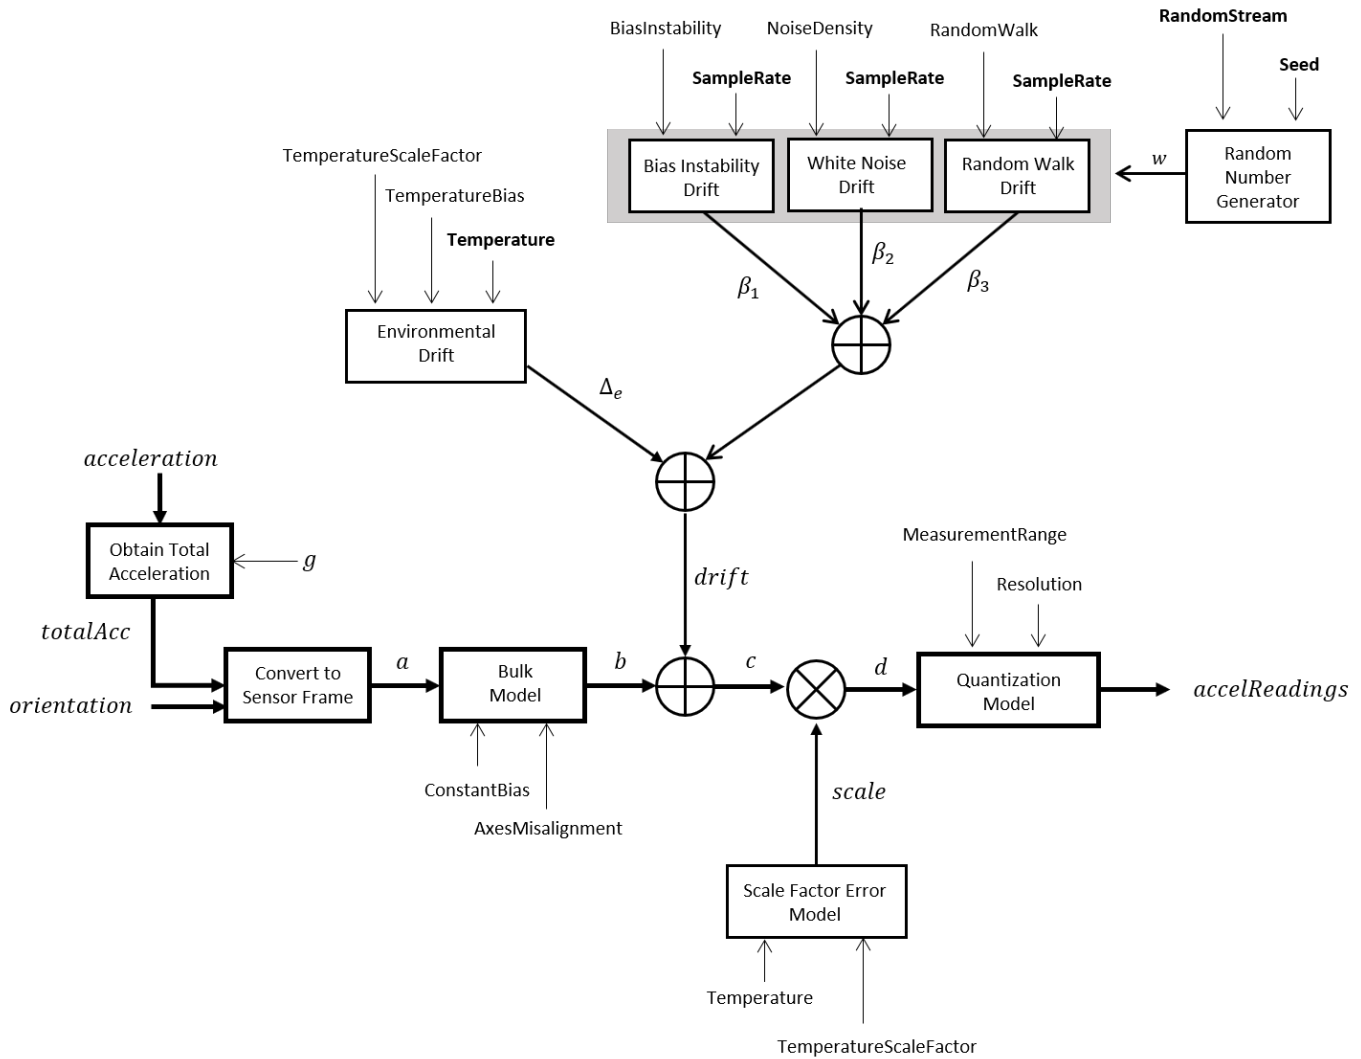 RandomStream
BiasInstability
NoiseDensity
RandomWalk
Seed
SampleRate
SampleRate
SampleRate
TemperatureScaleFactor
Bias Instability
Drift
White Noise
Drift
Random Walk
Drift
w
Random
Number
Generator
TemperatureBias
Temperature
β₁
β₂
β₃
Environmental
Drift
Δₑ
acceleration
Obtain Total
Acceleration
g
drift
MeasurementRange
Resolution
totalAcc
orientation
Convert to
Sensor Frame
a
Bulk
Model
b
c
d
Quantization
Model
accelReadings
ConstantBias
AxesMisalignment
scale
Scale Factor Error
Model
Temperature
TemperatureScaleFactor